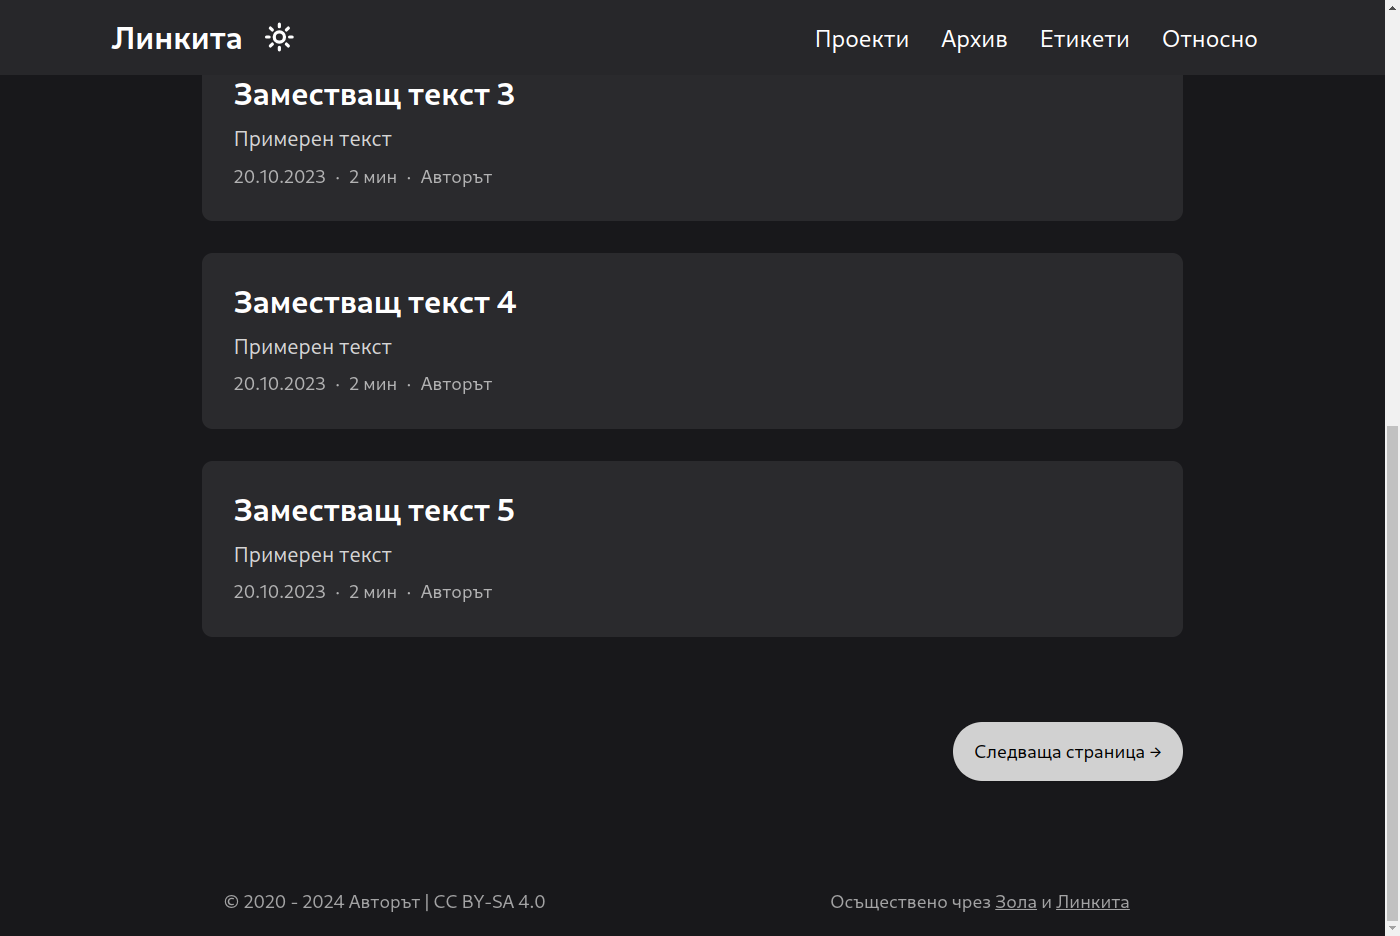 Линкита
Проекти Архив Етикети Относно
Заместващ текст 3
Примерен текст
20.10.2023 · 2 мин · Авторът
Заместващ текст 4
Примерен текст
20.10.2023 · 2 мин · Авторът
Заместващ текст 5
Примерен текст
20.10.2023 · 2 мин · Авторът
Следваща страница →
© 2020 - 2024 Авторът | CC BY-SA 4.0
Осъществено чрез Зола и Линкита